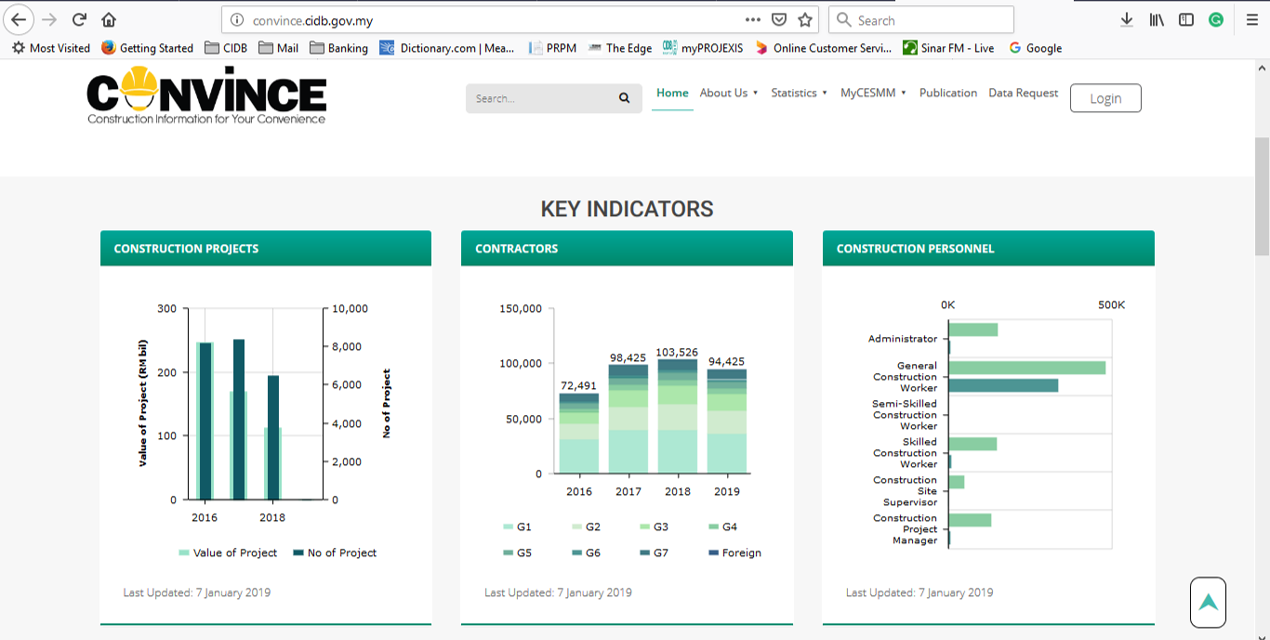 convince.cidb.gov.my
Search
Most Visited Getting Started CIDB Mail Banking Dictionary.com | Mea... PRPM The Edge myPROJEXIS Online Customer Servi... Sinar FM - Live Google
CONVINCE
Construction Information for Your Convenience
Search... Home About Us Statistics MyCESMM Publication Data Request Login
KEY INDICATORS
CONSTRUCTION PROJECTS
300 10,000
8,000
200
6,000
4,000
100
2,000
0 0
Value of Project (RM bil)
No of Project
2016 2018
Value of Project No of Project
Last Updated: 7 January 2019
CONTRACTORS
150,000
100,000
50,000
0
72,491 98,425 103,526 94,425
2016 2017 2018 2019
G1 G2 G3 G4
G5 G6 G7 Foreign
Last Updated: 7 January 2019
CONSTRUCTION PERSONNEL
0K 500K
Administrator
General
Construction
Worker
Semi-Skilled
Construction
Worker
Skilled
Construction
Worker
Construction
Site
Supervisor
Construction
Project
Manager
Last Updated: 7 January 2019